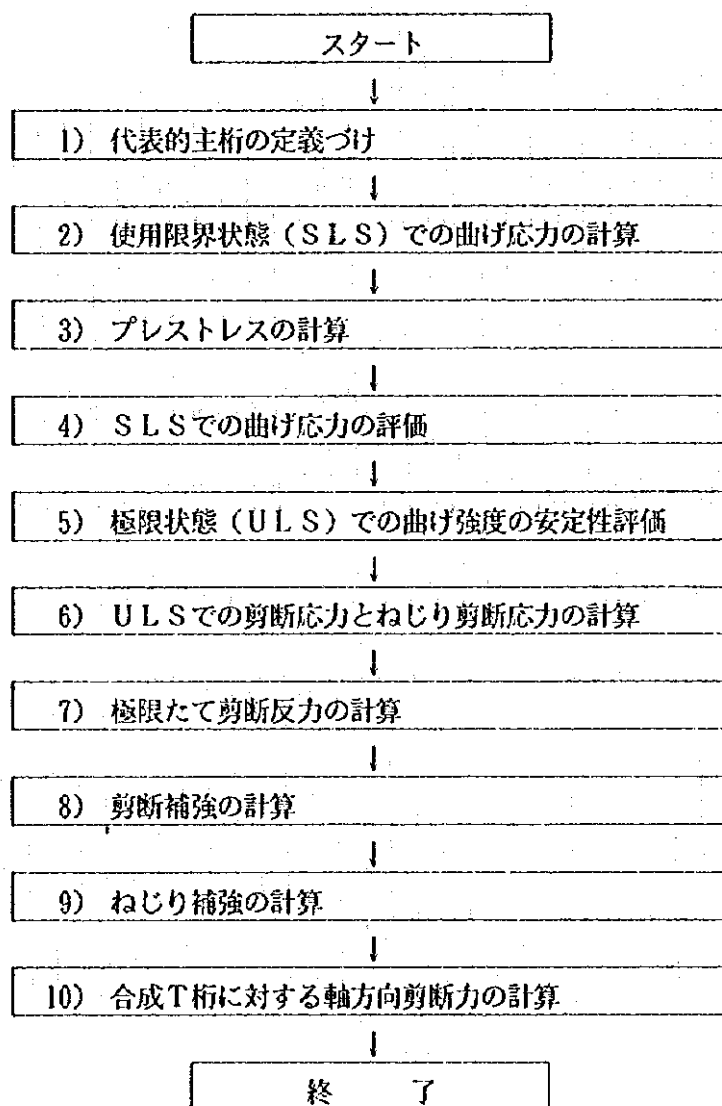 スタート
↓
1) 代表的主桁の定義づけ
↓
2) 使用限界状態（SLS）での曲げ応力の計算
↓
3) プレストレスの計算
↓
4) SLSでの曲げ応力の評価
↓
5) 極限状態（ULS）での曲げ強度の安定性評価
↓
6) ULSでの剪断応力とねじり剪断応力の計算
↓
7) 極限たて剪断反力の計算
↓
8) 剪断補強の計算
↓
9) ねじり補強の計算
↓
10) 合成T桁に対する軸方向剪断力の計算
↓
終　了